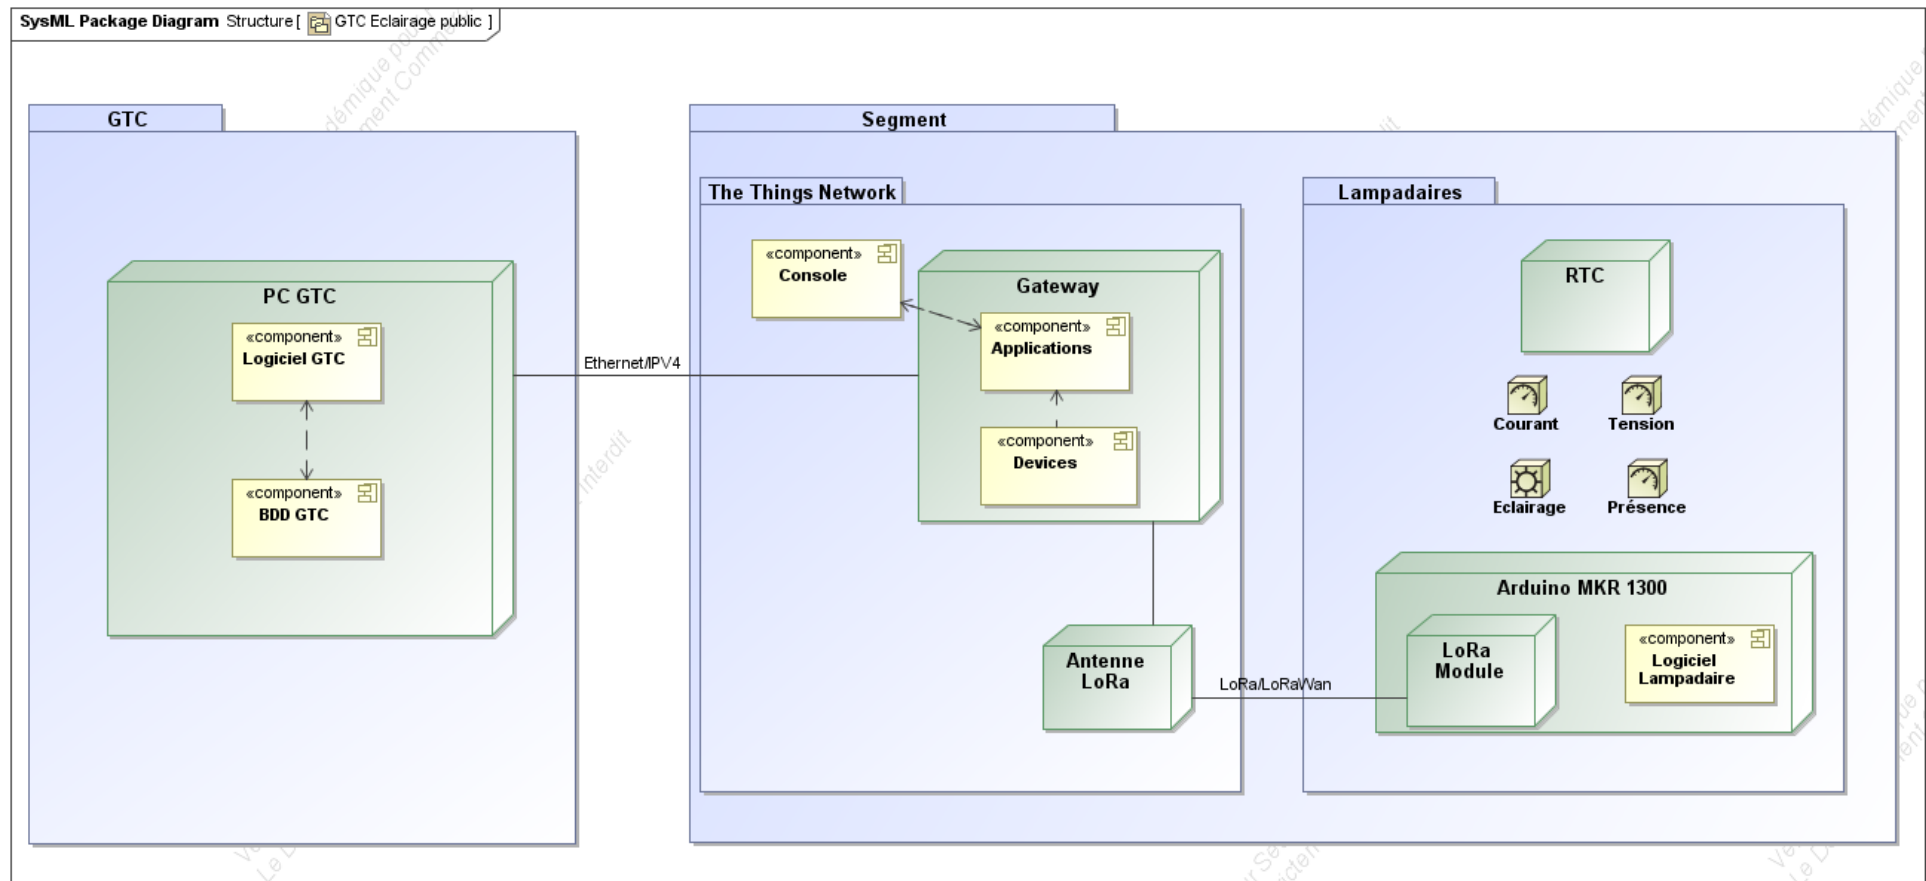 SysML Package Diagram Structure [ GTC Eclairage public ]
GTC
PC GTC
«component»
Logiciel GTC
«component»
BDD GTC
Ethernet/IPV4
Segment
The Things Network
«component»
Console
Gateway
«component»
Applications
«component»
Devices
Antenne
LoRa
LoRa/LoRaWan
Lampadaires
RTC
Courant
Tension
Eclairage
Présence
Arduino MKR 1300
LoRa
Module
«component»
Logiciel
Lampadaire